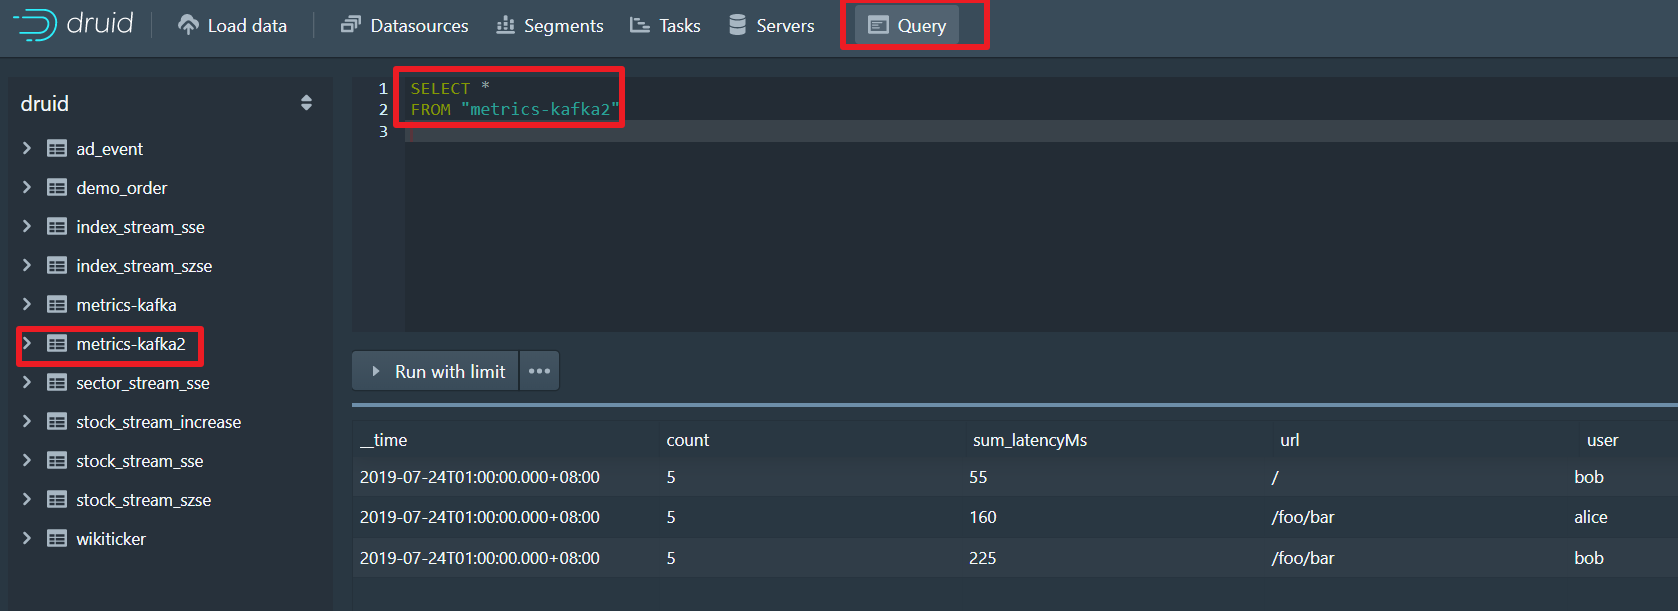 druid Load data Datasources Segments Tasks Servers Query
druid
ad_event
demo_order
index_stream_sse
index_stream_szse
metrics-kafka
metrics-kafka2
sector_stream_sse
stock_stream_increase
stock_stream_sse
stock_stream_szse
wikiticker
1 SELECT *
2 FROM "metrics-kafka2"
3
Run with limit •••
__time count sum_latencyMs url user
2019-07-24T01:00:00.000+08:00 5 55 / bob
2019-07-24T01:00:00.000+08:00 5 160 /foo/bar alice
2019-07-24T01:00:00.000+08:00 5 225 /foo/bar bob